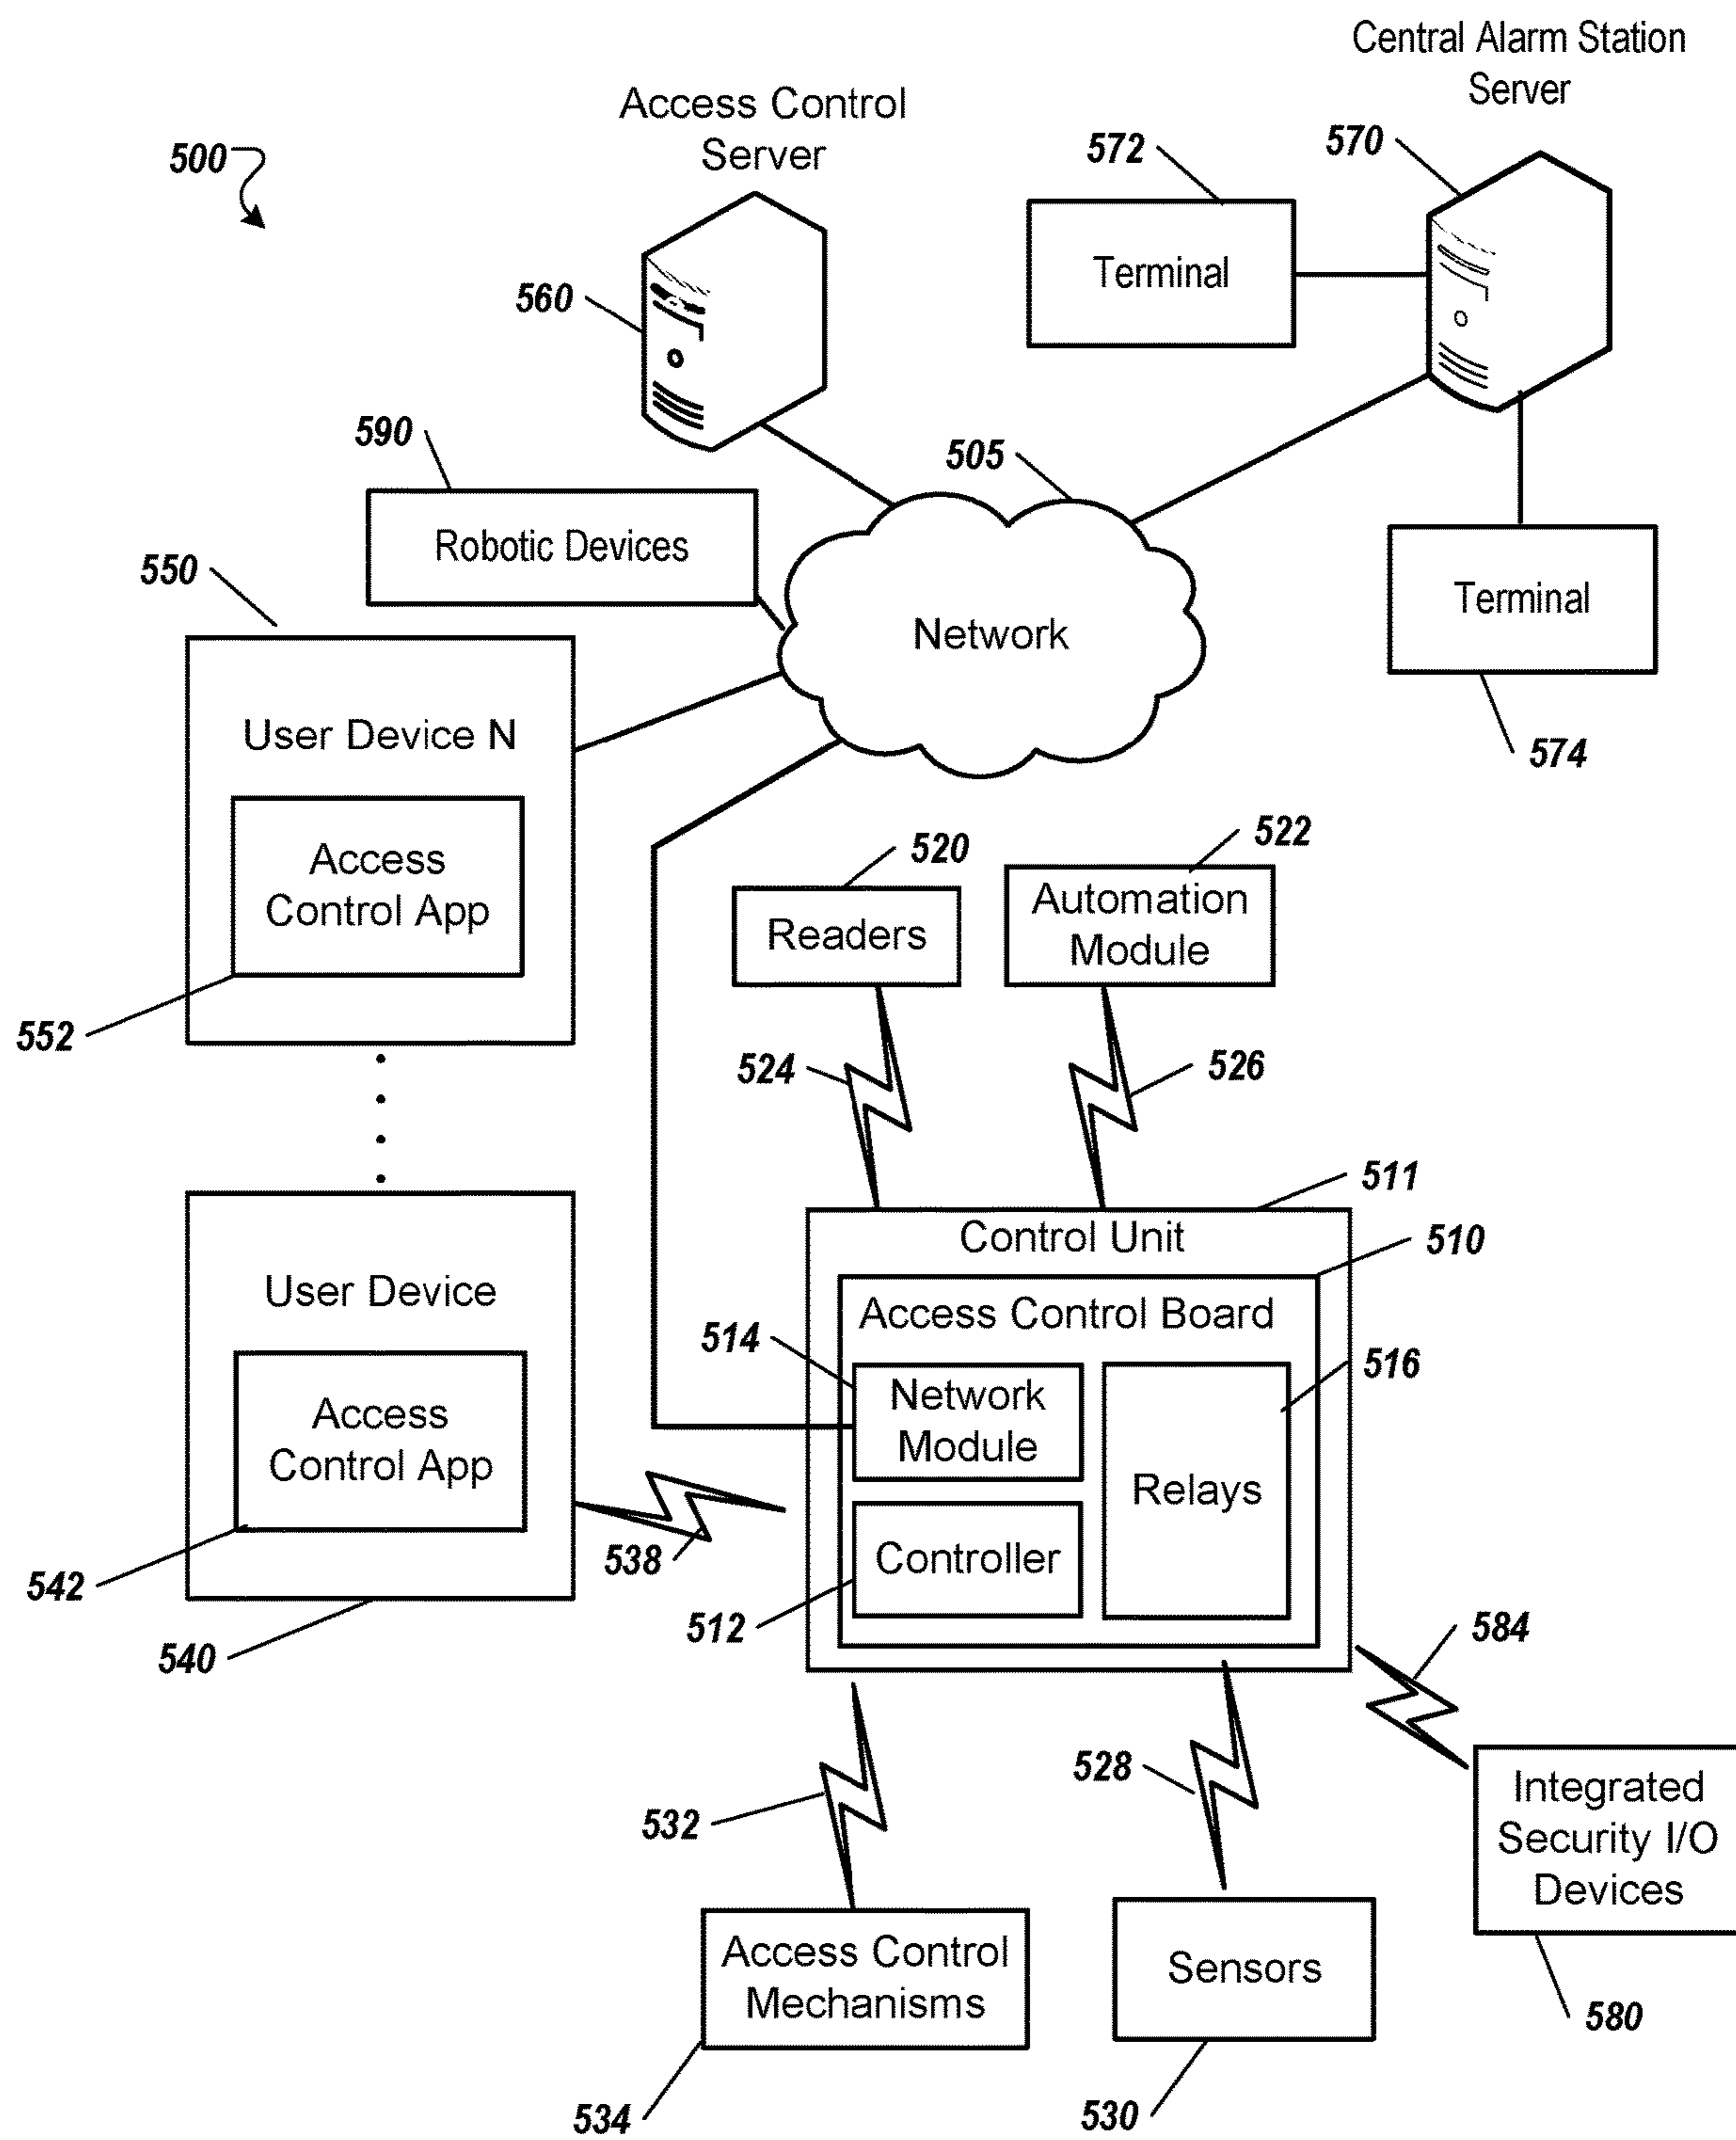 Central Alarm Station
Server
Access Control
Server
500
572
570
Terminal
560
590
505
Robotic Devices
550
Network
Terminal
574
User Device N
Access
Control App
552
520
522
Readers
Automation
Module
524
526
511
Control Unit
510
User Device
Access Control Board
514
516
Network
Module
Access
Control App
Relays
538
Controller
542
512
540
584
528
532
Integrated
Security I/O
Devices
Access Control
Mechanisms
Sensors
580
534
530